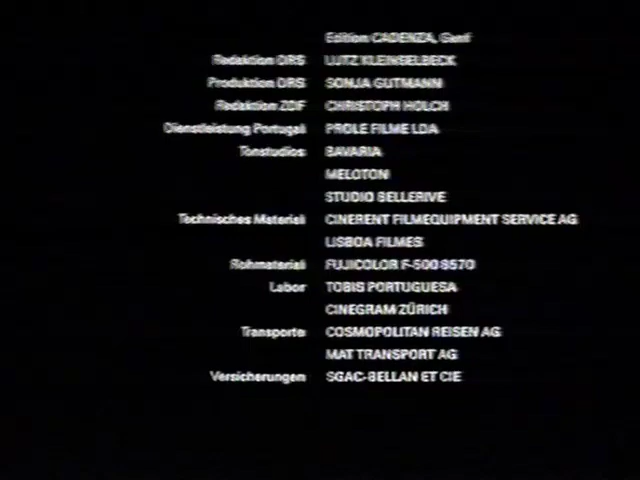 Edition CADENZA, Genf
Redaktion DRS LUTZ KLEINSELBECK
Produktion DRS SONJA GUTMANN
Redaktion ZDF CHRISTOPH HOLCH
Dienstleistung Portugal PROLE FILME LDA
Tonstudios BAVARIA
MELOTON
STUDIO BELLERIVE
Technisches Material CINERENT FILMEQUIPMENT SERVICE AG
LISBOA FILMES
Rohmaterial FUJICOLOR F-500 8570
Labor TOBIS PORTUGUESA
CINEGRAM ZÜRICH
Transporte COSMOPOLITAN REISEN AG
MAT TRANSPORT AG
Versicherungen SGAC-BELLAN ET CIE